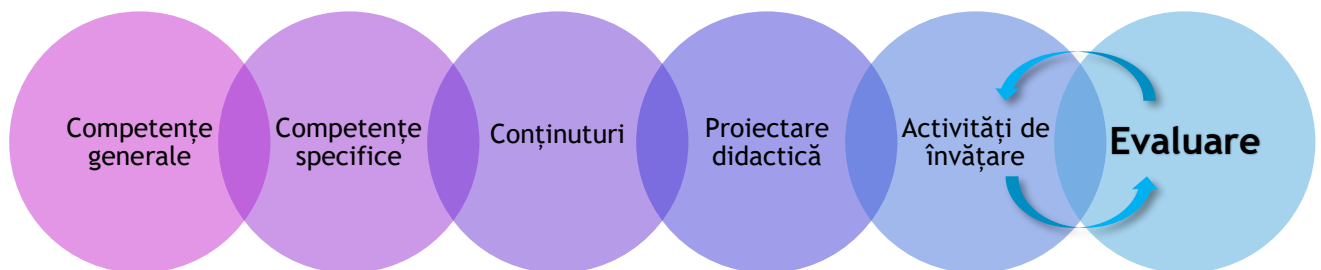 Competențe
generale
Competențe
specifice
Conținuturi
Proiectare
didactică
Activități de
învățare
Evaluare